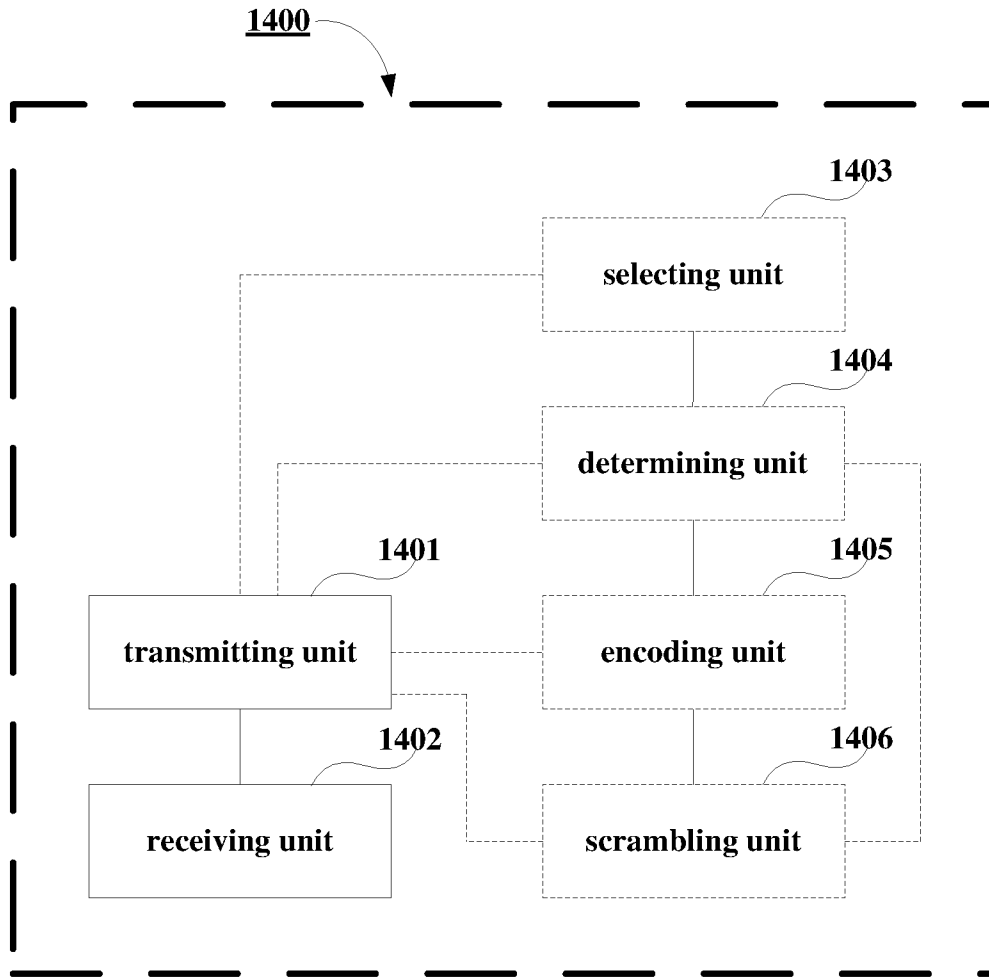 1400
1403
selecting unit
1404
determining unit
1401
1405
transmitting unit
encoding unit
1402
1406
receiving unit
scrambling unit